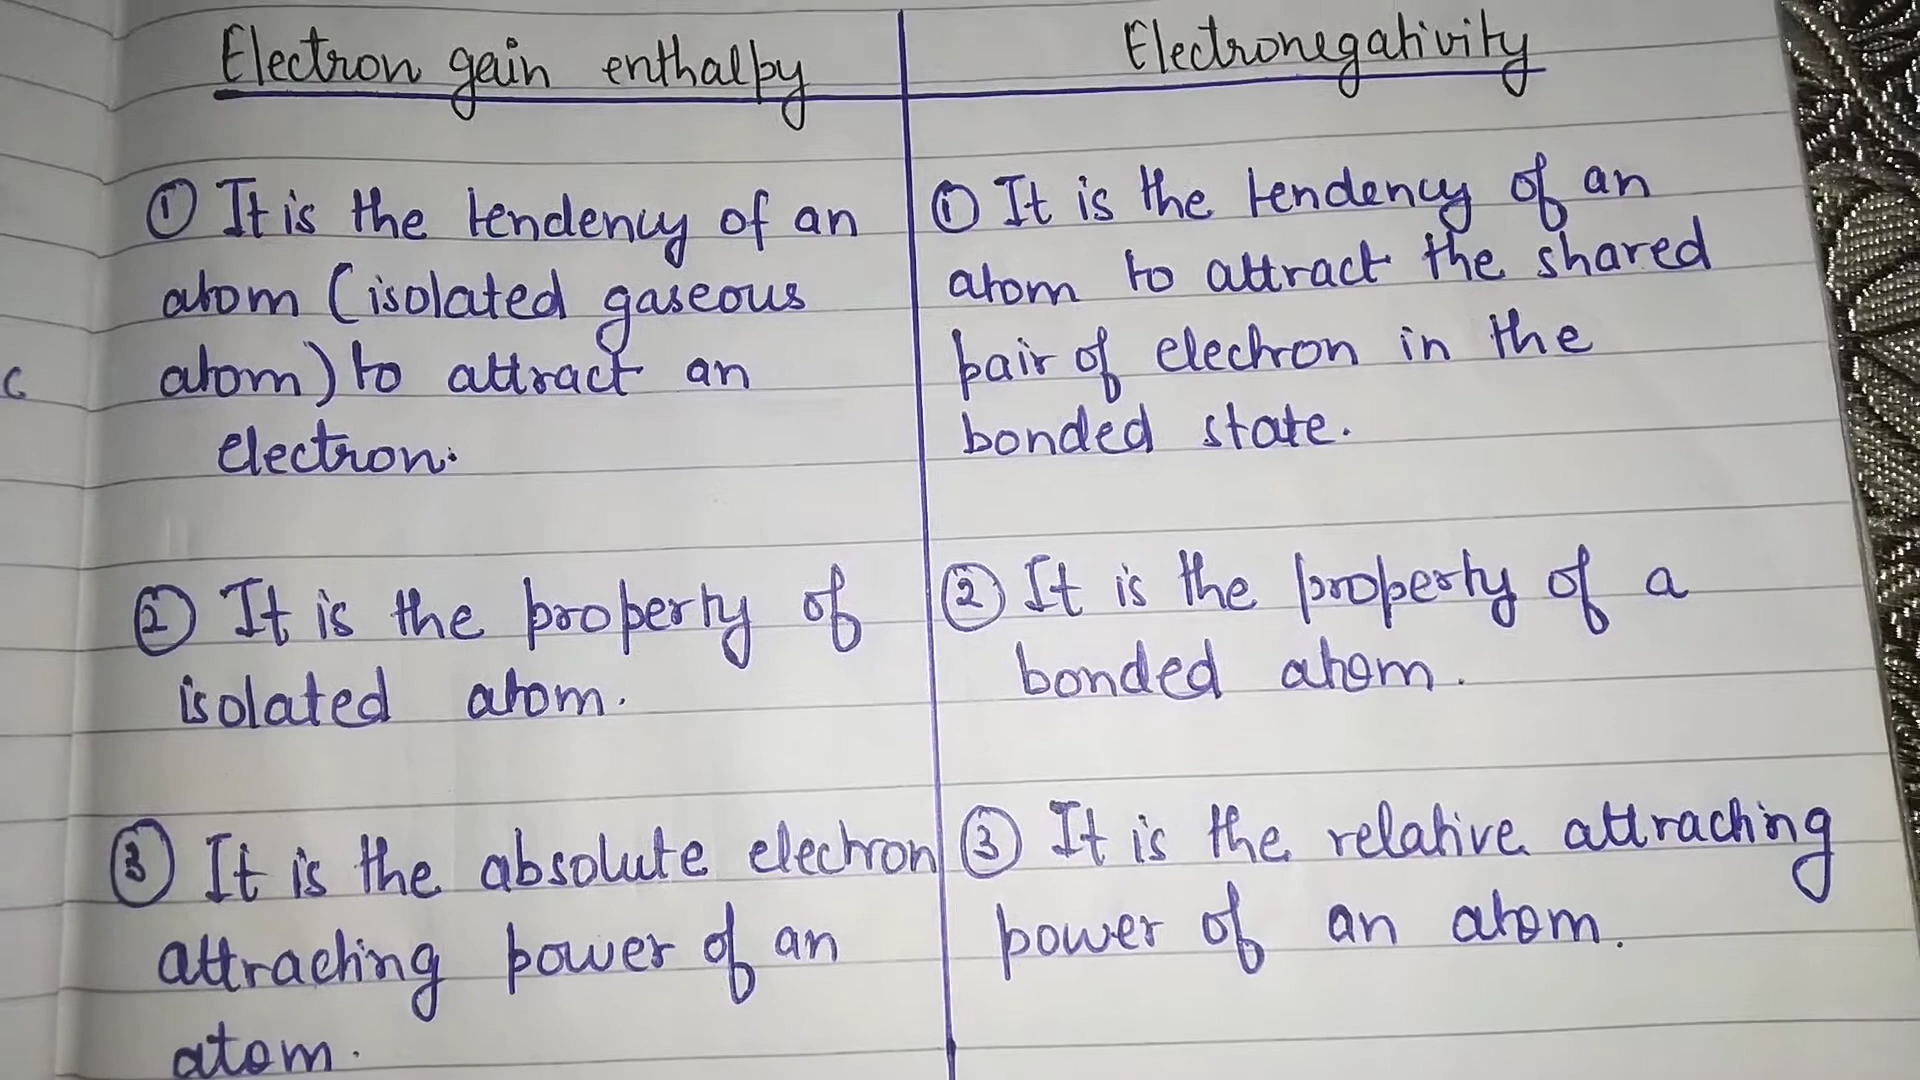 Electron gain enthalpy
① It is the tendency of an
atom (isolated gaseous
atom) to attract an
electron.
② It is the property of
isolated atom.
③ It is the absolute electron
attracting power of an
atom.
Electronegativity
① It is the tendency of an
atom to attract the shared
pair of electron in the
bonded state.
② It is the property of a
bonded atom.
③ It is the relative attracting
power of an atom.